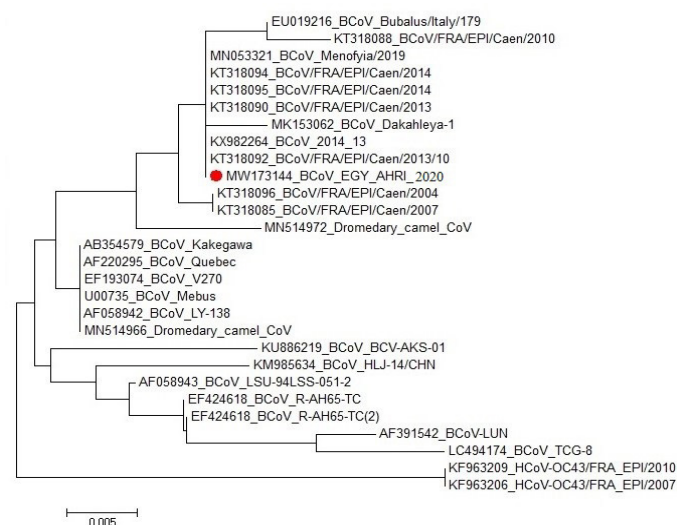 EU019216_BCoV_Bubalus/Italy/179
KT318088_BCoV/FRA/EPI/Caen/2010
MN053321_BCoV_Menofyia/2019
KT318094_BCoV/FRA/EPI/Caen/2014
KT318095_BCoV/FRA/EPI/Caen/2014
KT318090_BCoV/FRA/EPI/Caen/2013
MK153062_BCoV_Dakahleya-1
KX982264_BCoV_2014_13
KT318092_BCoV/FRA/EPI/Caen/2013/10
MW173144_BCoV_EGY_AHRI_2020
KT318096_BCoV/FRA/EPI/Caen/2004
KT318085_BCoV/FRA/EPI/Caen/2007
MN514972_Dromedary_camel_CoV
AB354579_BCoV_Kakegawa
AF220295_BCoV_Quebec
EF193074_BCoV_V270
U00735_BCoV_Mebus
AF058942_BCoV_LY-138
MN514966_Dromedary_camel_CoV
KU886219_BCoV_BCV-AKS-01
KM985634_BCoV_HLJ-14/CHN
AF058943_BCoV_LSU-94LSS-051-2
EF424618_BCoV_R-AH65-TC
EF424618_BCoV_R-AH65-TC(2)
AF391542_BCoV-LUN
LC494174_BCoV_TCG-8
KF963209_HCoV-OC43/FRA_EPI/2010
KF963206_HCoV-OC43/FRA_EPI/2007
0.005